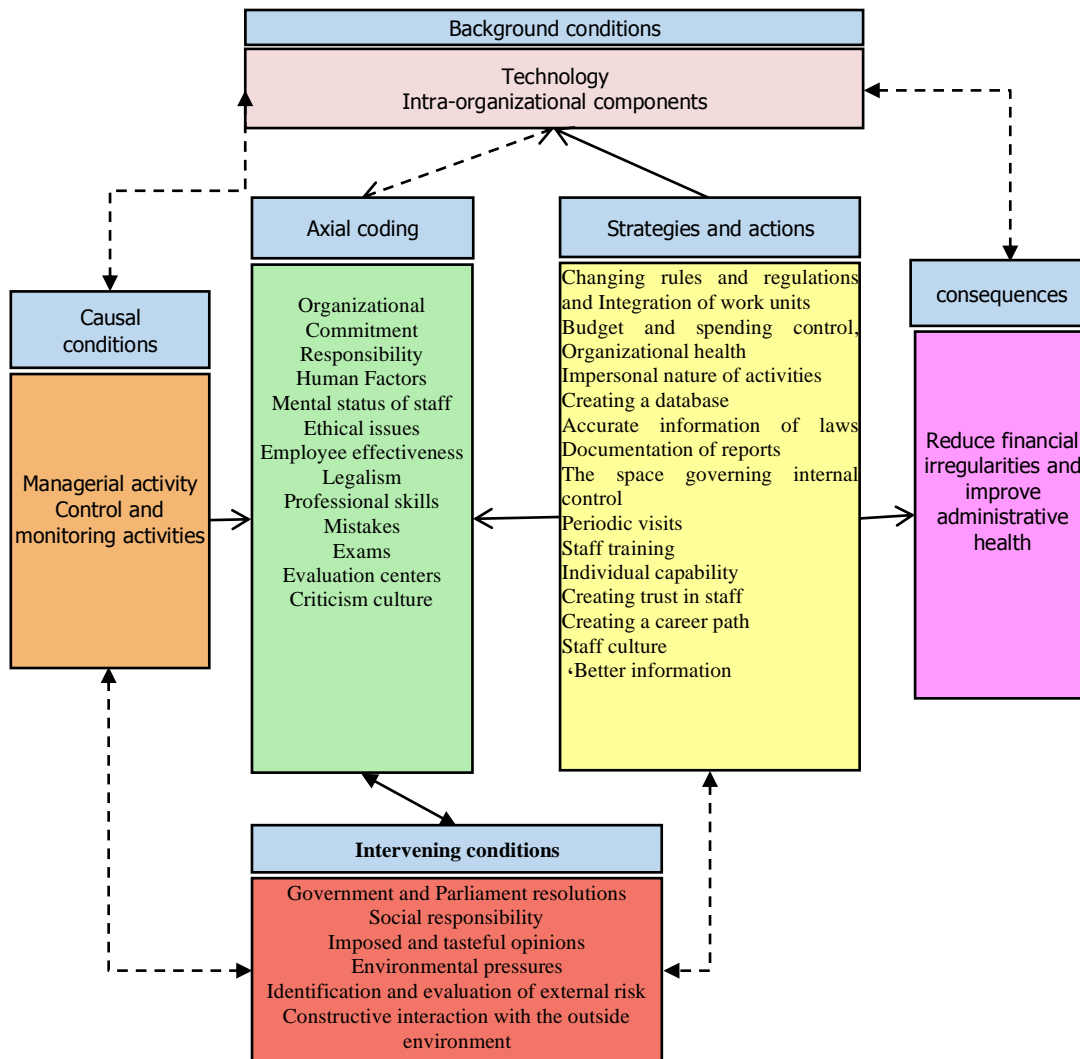 Background conditions
Technology
Intra-organizational components
Axial coding
Strategies and actions
Causal
conditions
consequences
Organizational
Commitment
Responsibility
Human Factors
Mental status of staff
Ethical issues
Employee effectiveness
Legalism
Professional skills
Mistakes
Exams
Evaluation centers
Criticism culture
Changing rules and regulations
and Integration of work units
Budget and spending control,
Organizational health
Impersonal nature of activities
Creating a database
Accurate information of laws
Documentation of reports
The space governing internal
control
Periodic visits
Staff training
Individual capability
Creating trust in staff
Creating a career path
Staff culture
،Better information
Managerial activity
Control and
monitoring activities
Reduce financial
irregularities and
improve
administrative
health
Intervening conditions
Government and Parliament resolutions
Social responsibility
Imposed and tasteful opinions
Environmental pressures
Identification and evaluation of external risk
Constructive interaction with the outside
environment